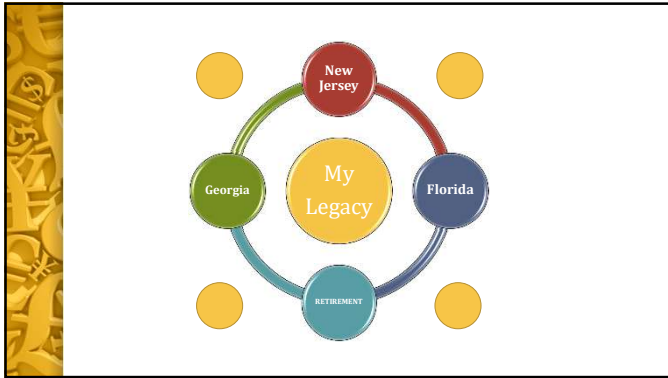 New
Jersey
Georgia
My
Legacy
Florida
RETIREMENT